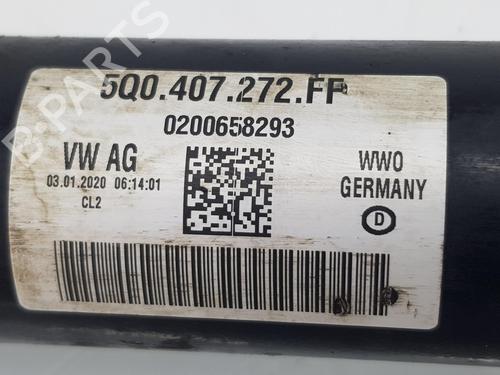 5Q0.407.272.FF
0200658293
VW AG
03.01.2020 06:14:01
CL2
WWO
GERMANY
D
B-PARTS